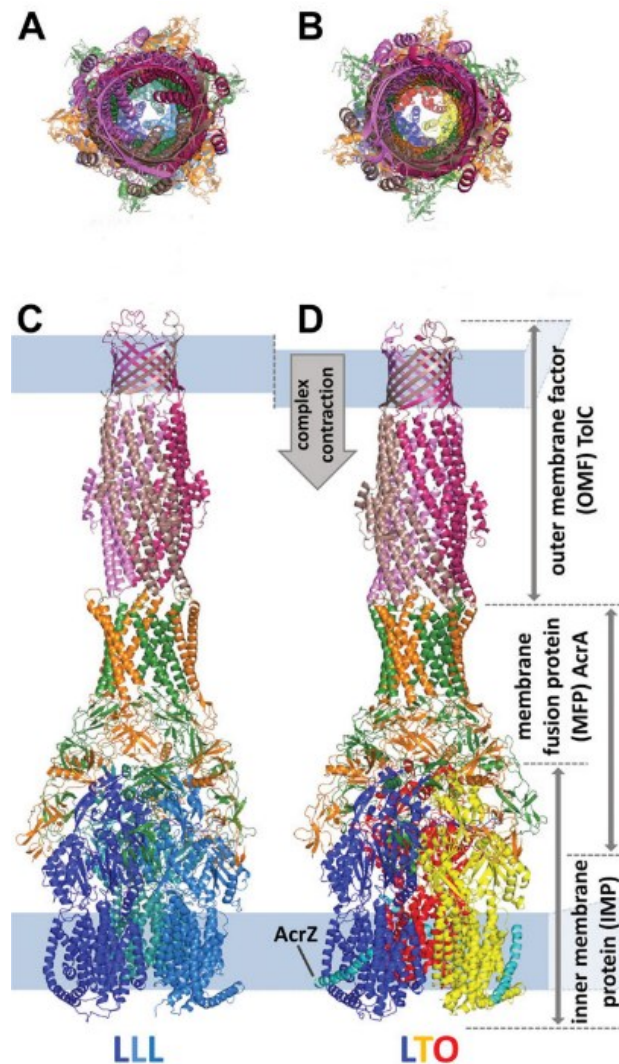 A
B
C
D
complex
contraction
outer membrane factor
(OMF) TolC
membrane
fusion protein
(MFP) AcrA
inner membrane
protein (IMP)
AcrZ
LLL
LTO